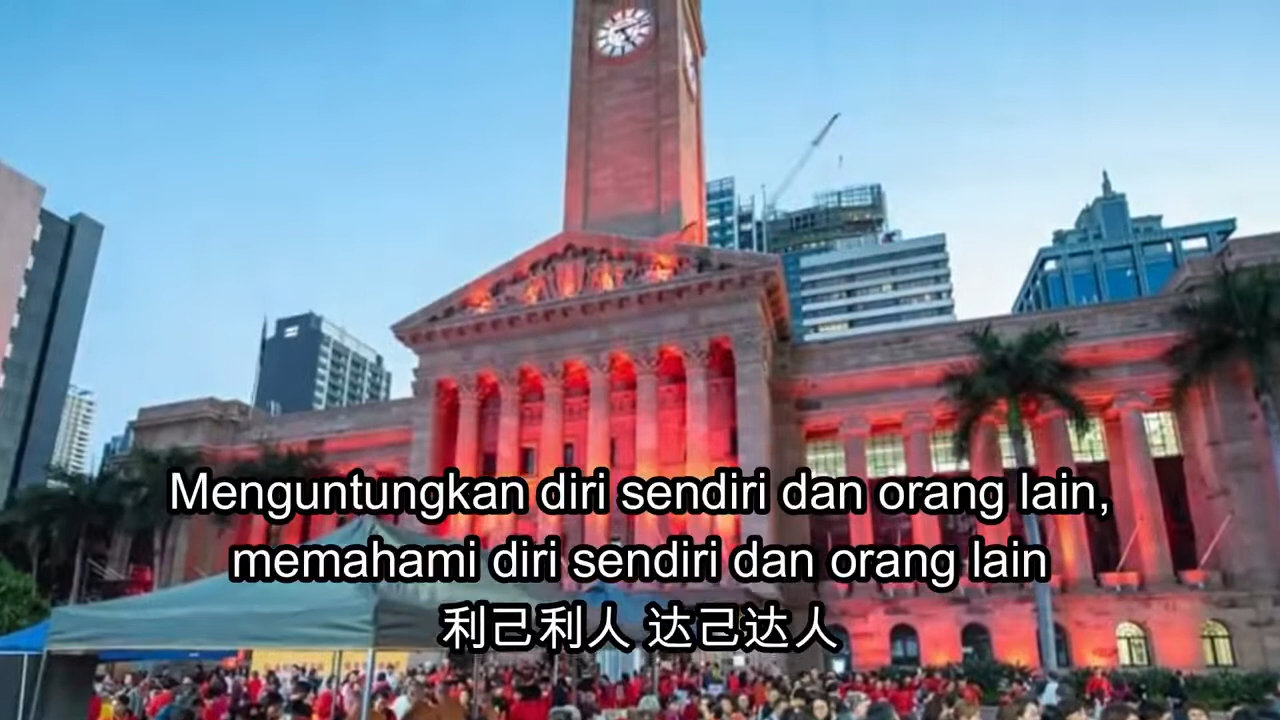 Menguntungkan diri sendiri dan orang lain,
memahami diri sendiri dan orang lain
利己利人 达己达人